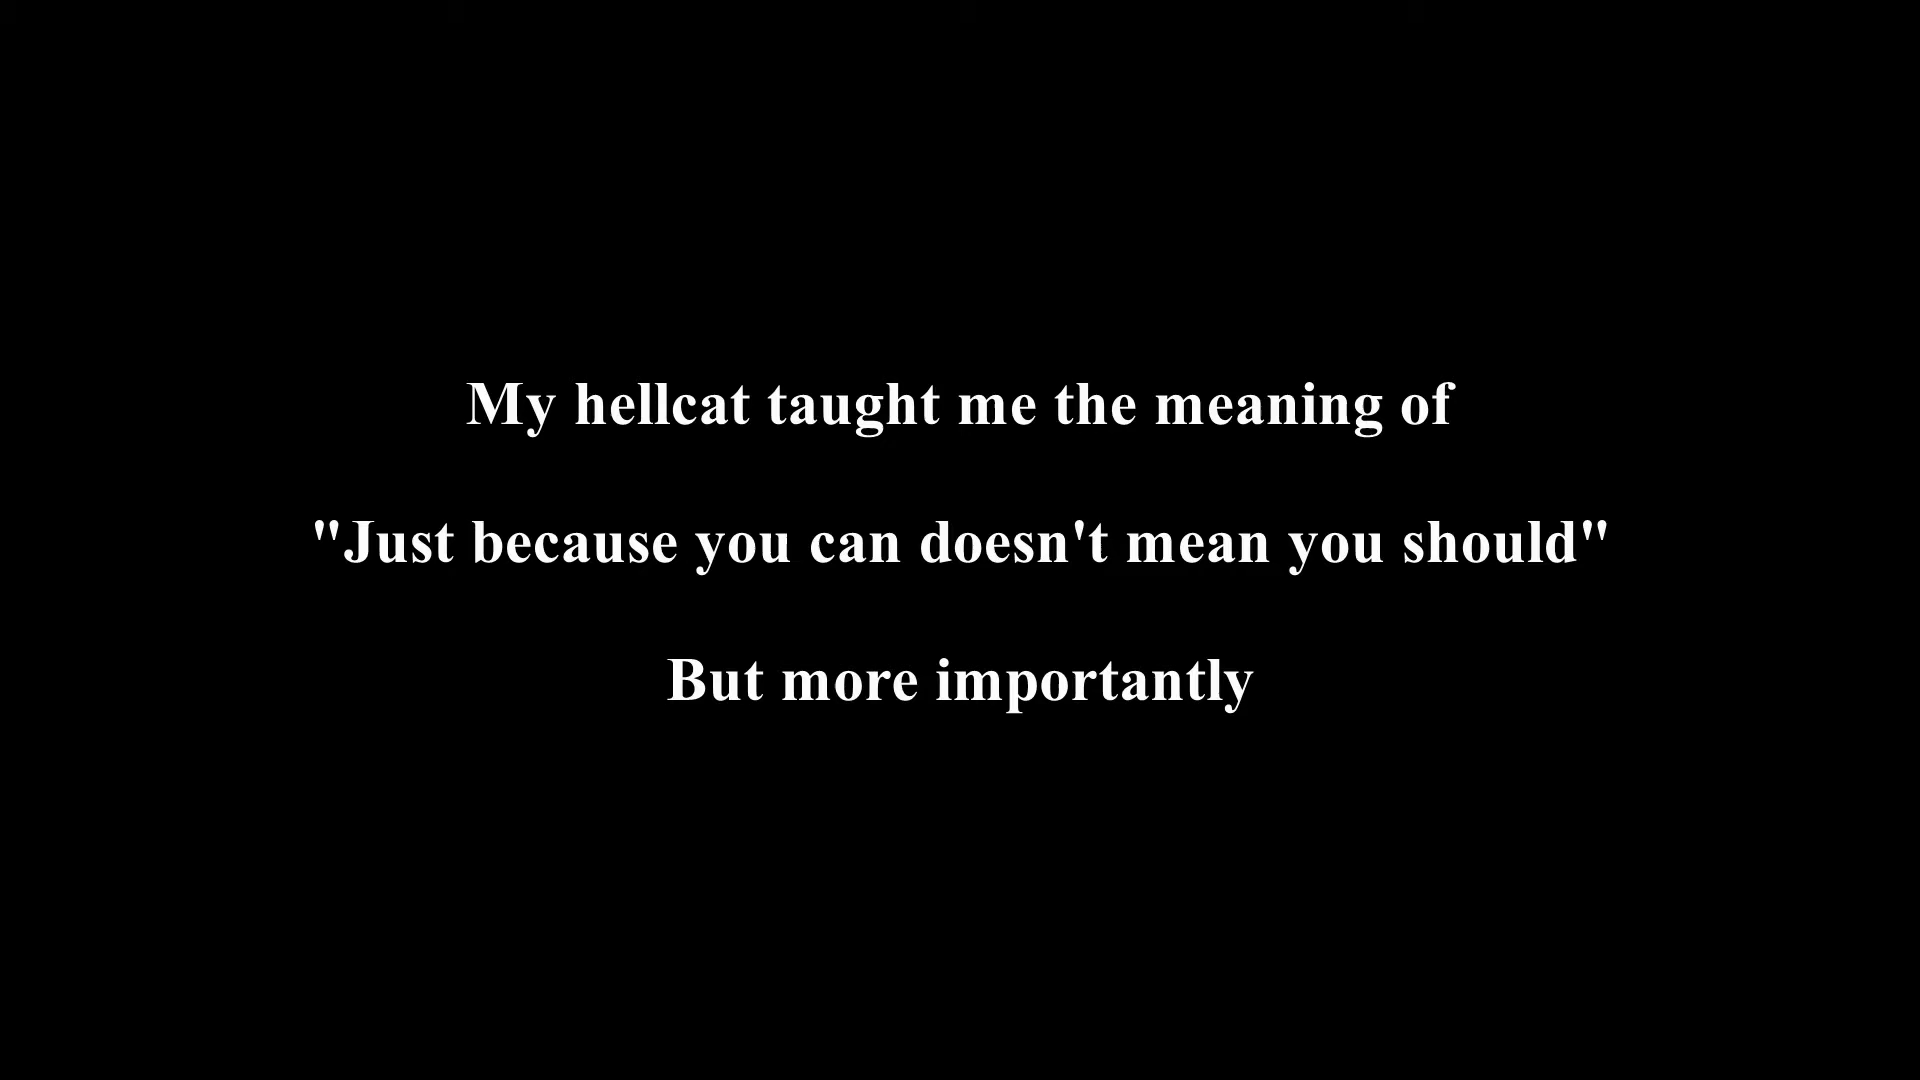 My hellcat taught me the meaning of
"Just because you can doesn't mean you should"
But more importantly